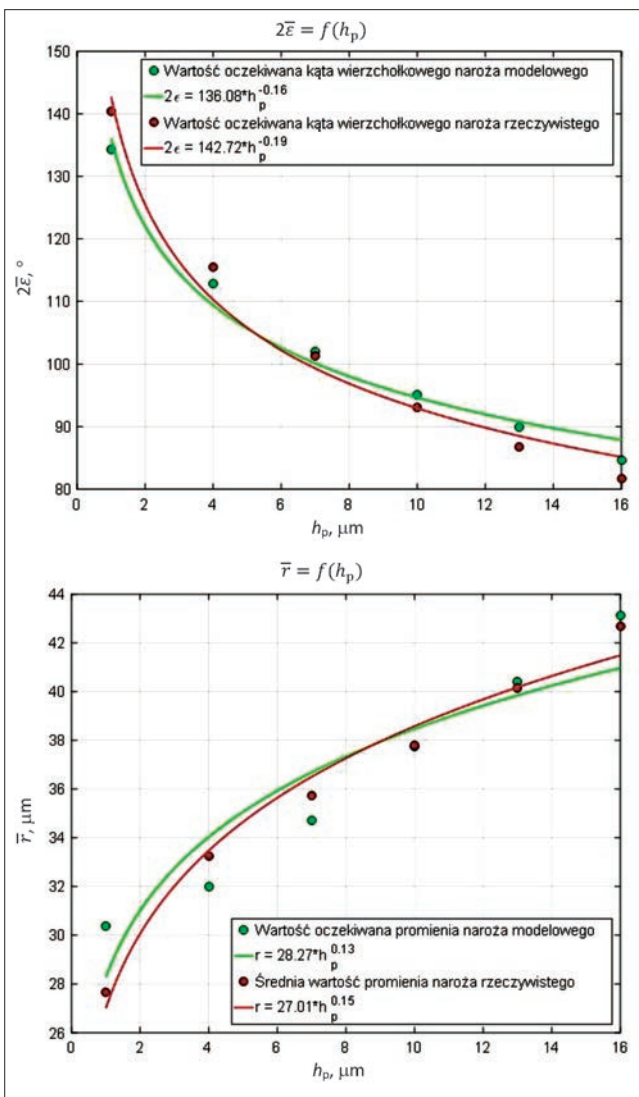 2ε̅ = f(hₚ)
150
140
130
120
110
100
90
80
2ε̅, °
Wartość oczekiwana kąta wierzchołkowego naroża modelowego
2ϵ = 136.08*hₚ^-0.16
Wartość oczekiwana kąta wierzchołkowego naroża rzeczywistego
2ϵ = 142.72*hₚ^-0.19
0 2 4 6 8 10 12 14 16
hₚ, µm
r̅ = f(hₚ)
44
42
40
38
36
34
32
30
28
26
r̅, µm
Wartość oczekiwana promienia naroża modelowego
r = 28.27*hₚ^0.13
Średnia wartość promienia naroża rzeczywistego
r = 27.01*hₚ^0.15
0 2 4 6 8 10 12 14 16
hₚ, µm